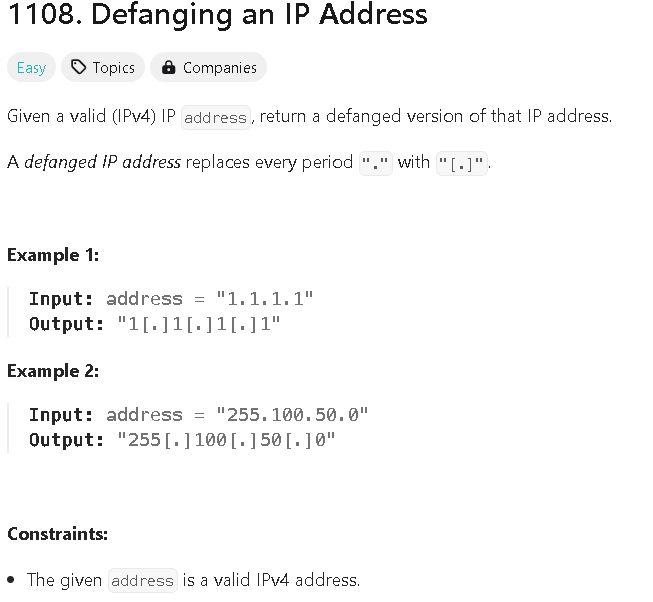 1108. Defanging an IP Address
Easy Topics Companies
Given a valid (IPv4) IP address, return a defanged version of that IP address.
A defanged IP address replaces every period "." with "[.]".
Example 1:
Input: address = "1.1.1.1"
Output: "1[.]1[.]1[.]1"
Example 2:
Input: address = "255.100.50.0"
Output: "255[.]100[.]50[.]0"
Constraints:
• The given address is a valid IPv4 address.